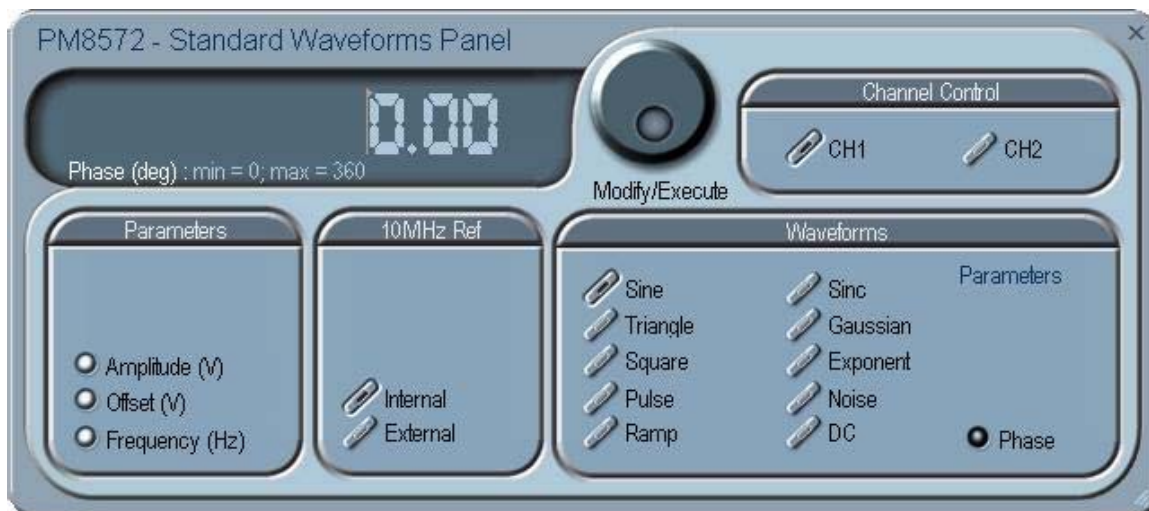 PM8572 - Standard Waveforms Panel
0.00
Phase (deg) : min = 0; max = 360
Modify/Execute
Channel Control
CH1
CH2
Parameters
Amplitude (V)
Offset (V)
Frequency (Hz)
10MHz Ref
Internal
External
Waveforms
Sine
Triangle
Square
Pulse
Ramp
Sinc
Gaussian
Exponent
Noise
DC
Parameters
Phase